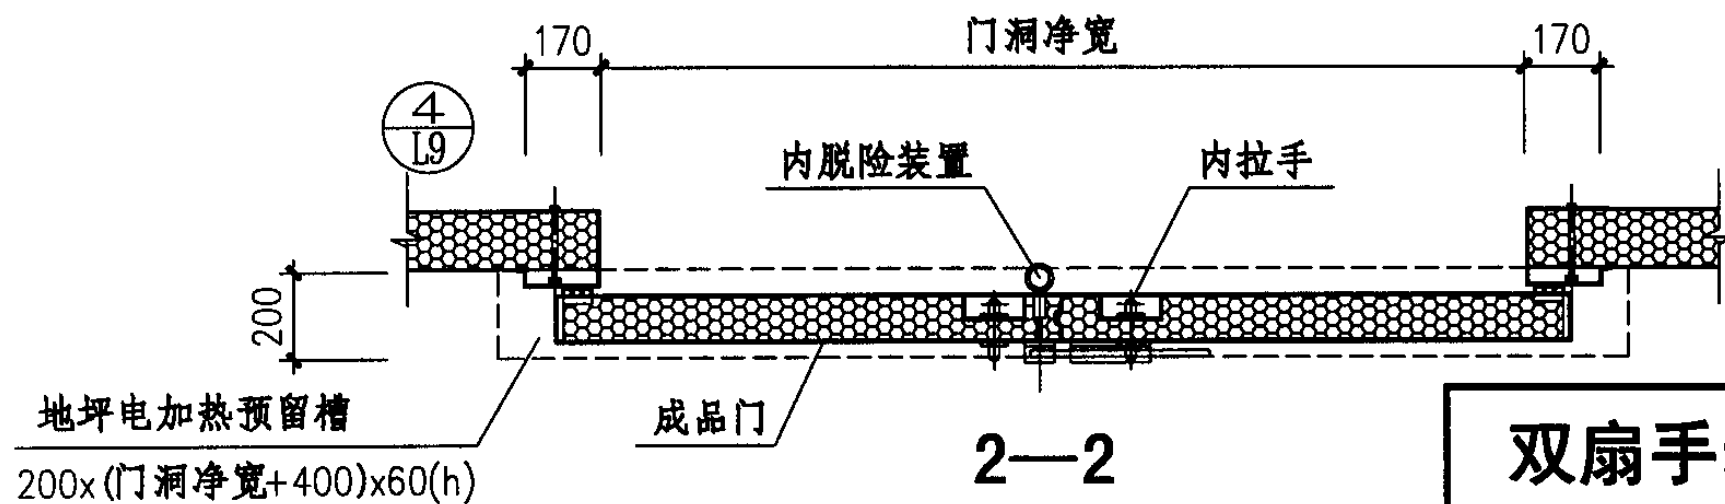 170
门洞净宽
170
4
L9
内脱险装置
内拉手
200
地坪电加热预留槽
200x(门洞净宽+400)x60(h)
成品门
2—2
双扇手